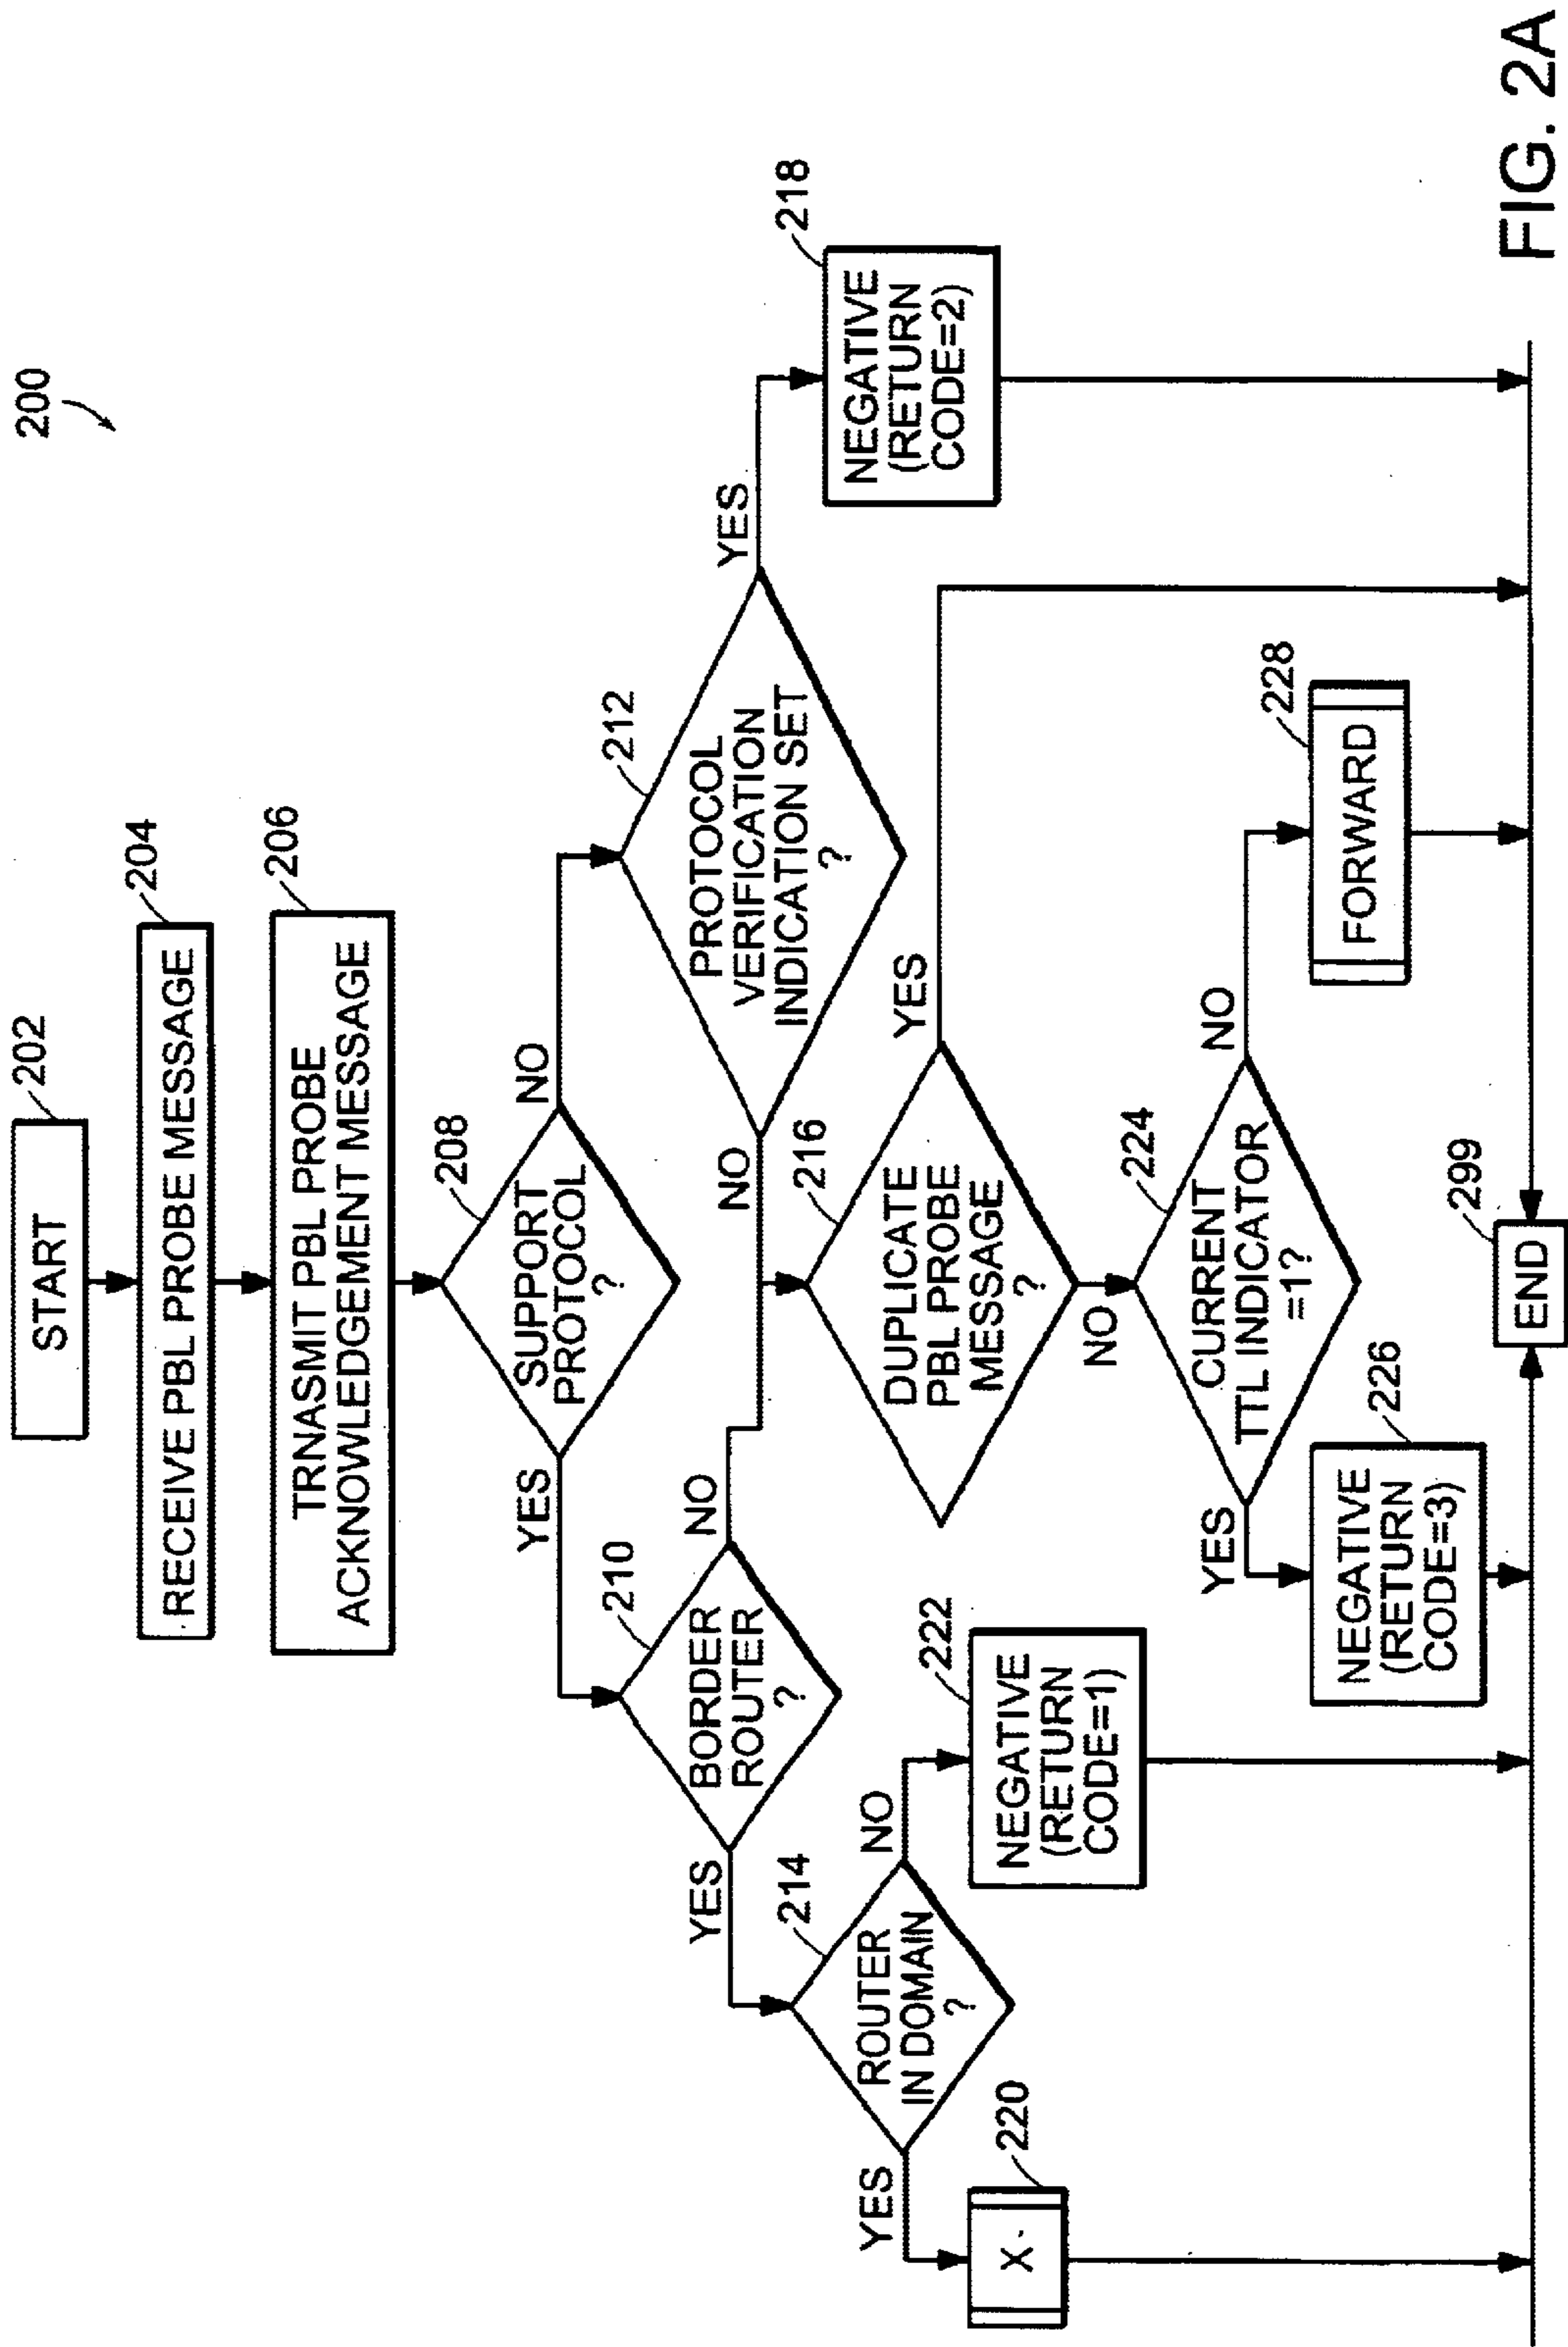 200
START
202
RECEIVE PBL PROBE MESSAGE
204
TRNASMIT PBL PROBE
ACKNOWLEDGEMENT MESSAGE
206
SUPPORT
PROTOCOL
?
208
YES
NO
BORDER
ROUTER
?
210
YES
NO
PROTOCOL
VERIFICATION
INDICATION SET
?
212
NO
YES
ROUTER
IN DOMAIN
?
214
YES
NO
DUPLICATE
PBL PROBE
MESSAGE
?
216
YES
NO
NEGATIVE
(RETURN
CODE=2)
218
X
220
NEGATIVE
(RETURN
CODE=1)
222
CURRENT
TTL INDICATOR
=1?
224
YES
NO
NEGATIVE
(RETURN
CODE=3)
226
FORWARD
228
END
299
FIG. 2A